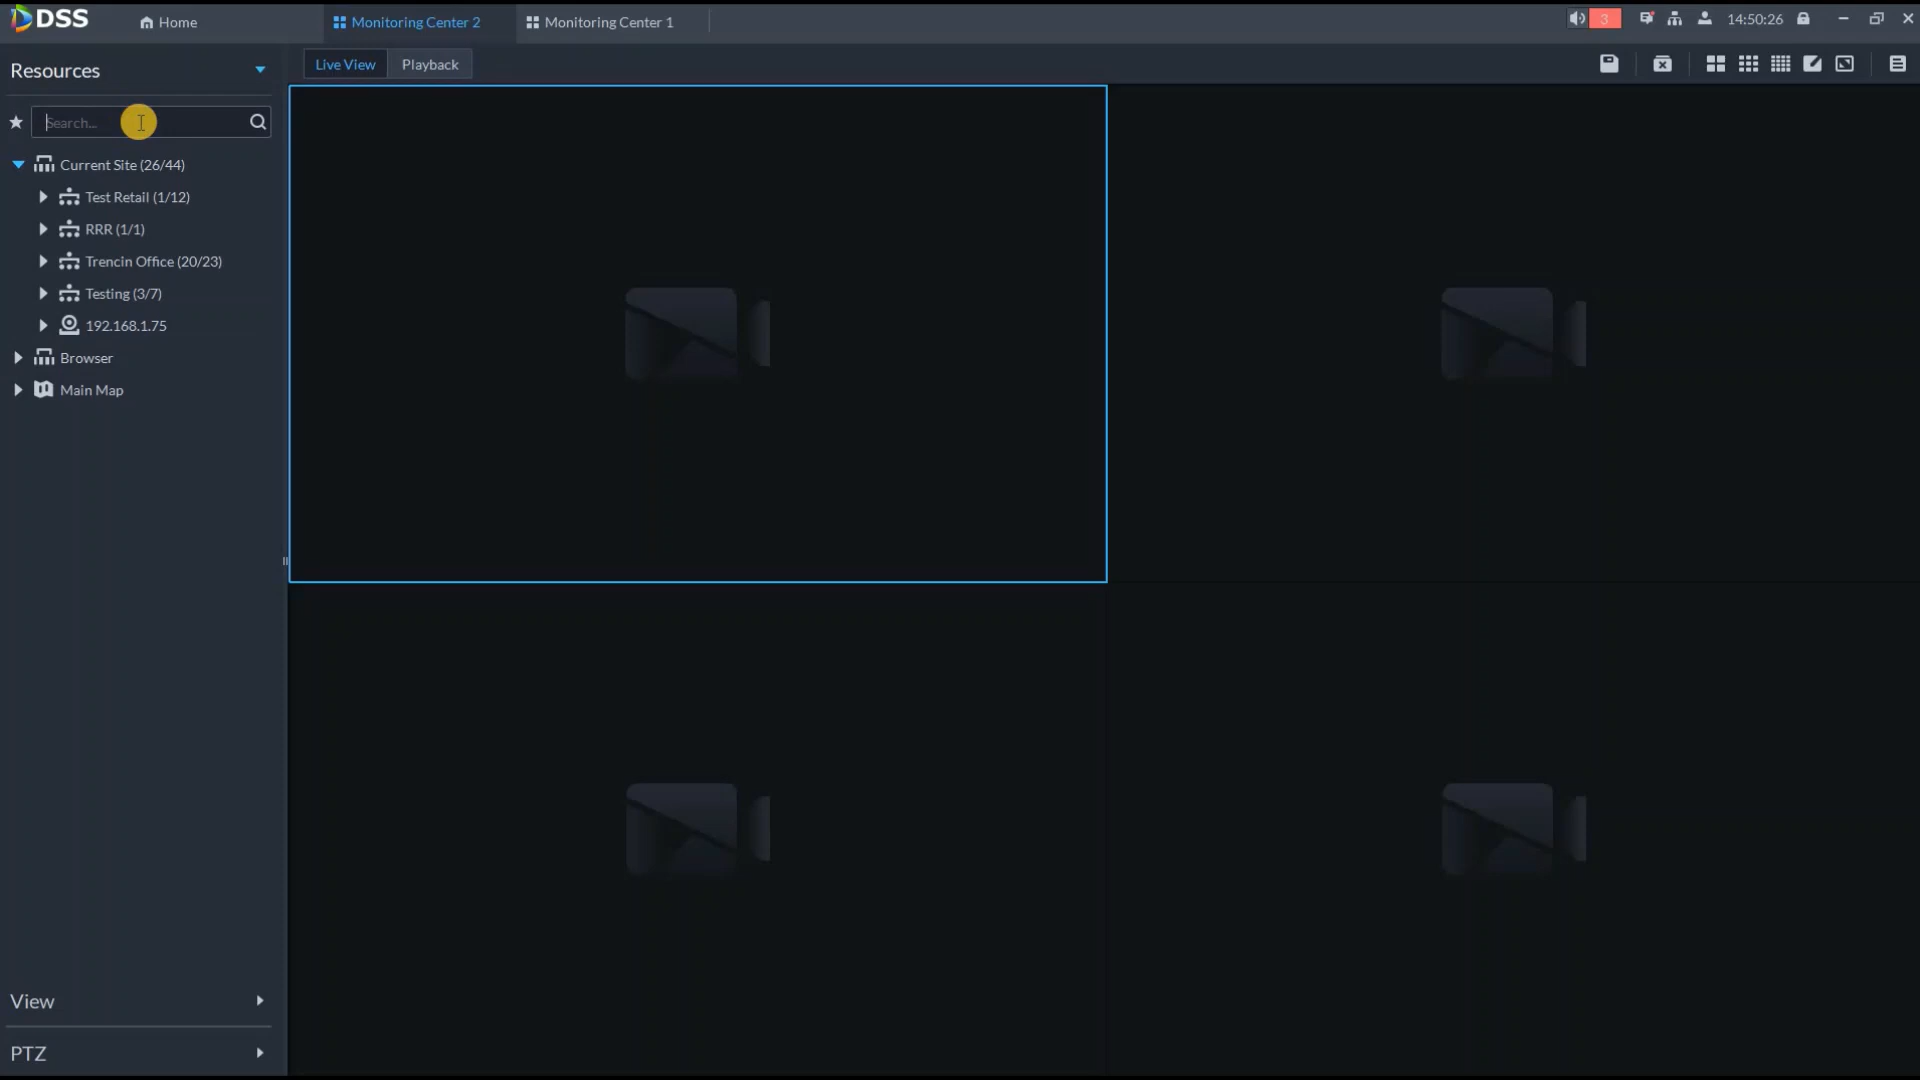 DSS
Home
Monitoring Center 2
Monitoring Center 1
3
14:50:26
Resources
Live View
Playback
Search...
Current Site (26/44)
Test Retail (1/12)
RRR (1/1)
Trencin Office (20/23)
Testing (3/7)
192.168.1.75
Browser
Main Map
View
PTZ